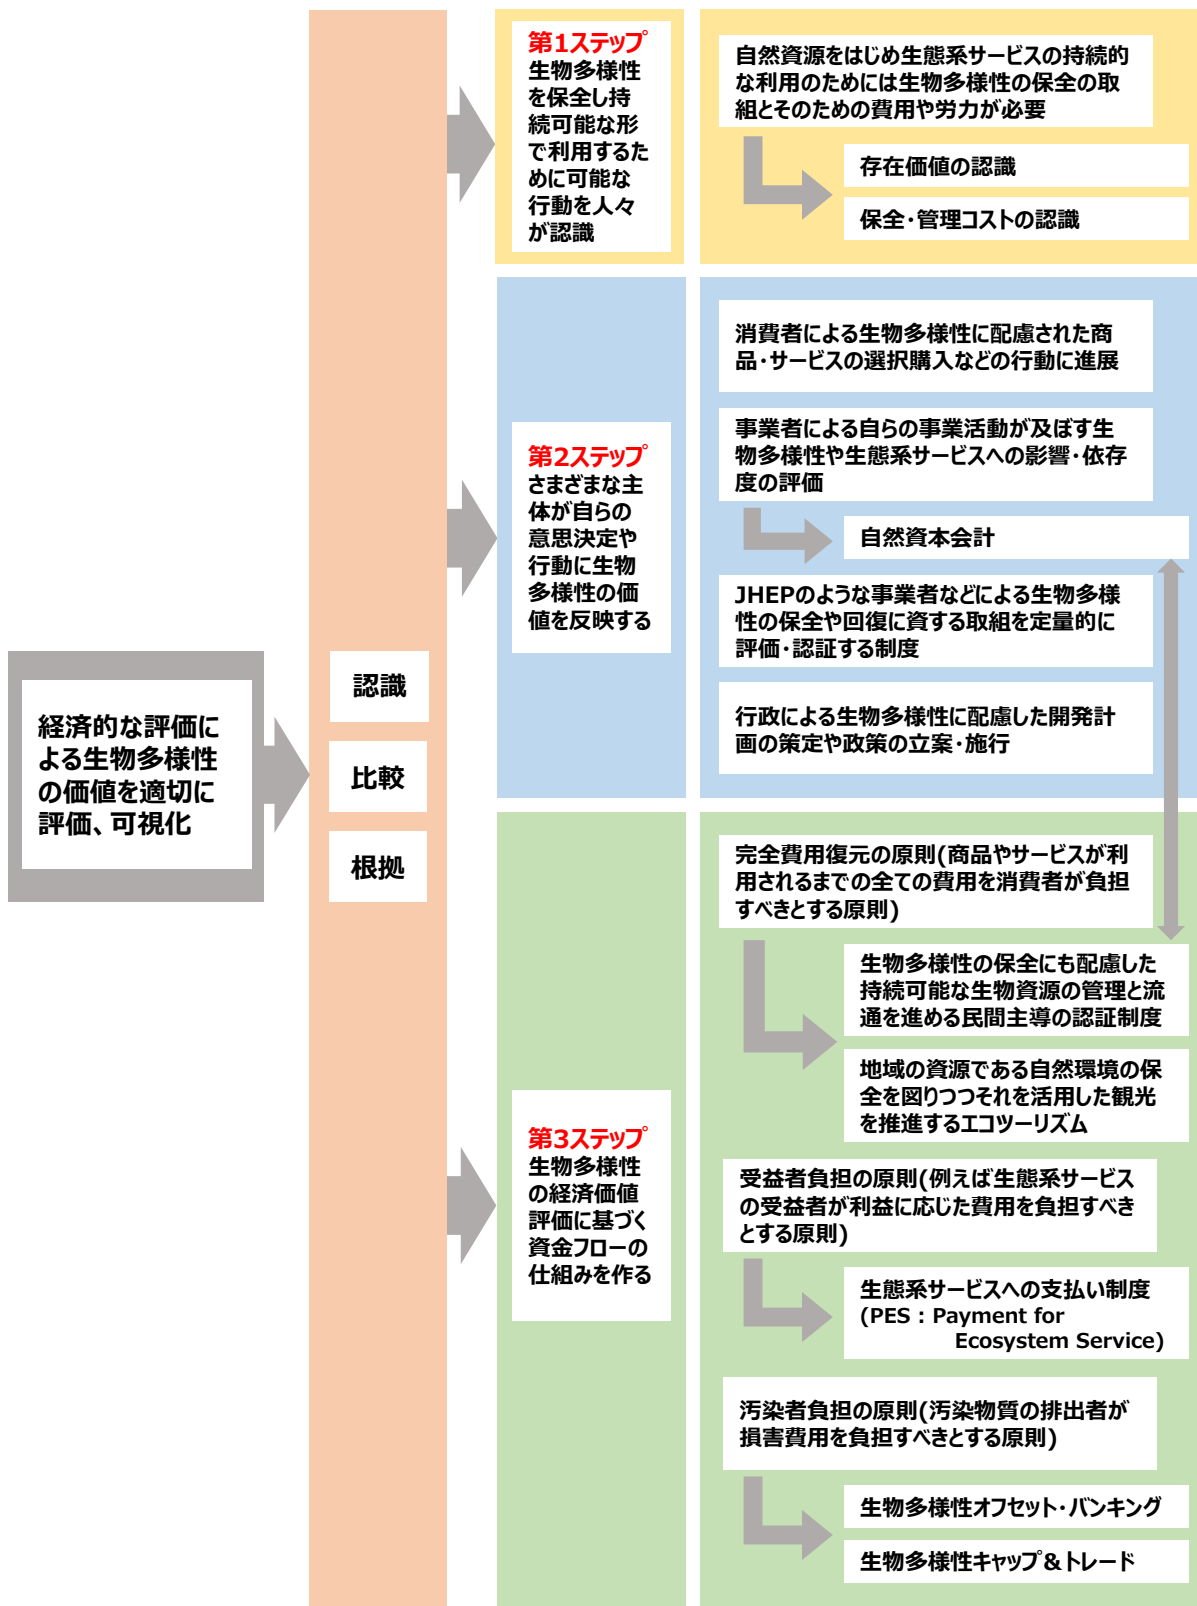 経済的な評価に
よる生物多様性
の価値を適切に
評価、可視化
認識
比較
根拠
第1ステップ
生物多様性
を保全し持
続可能な形
で利用するた
めに可能な
行動を人々
が認識
自然資源をはじめ生態系サービスの持続的
な利用のためには生物多様性の保全の取
組とそのための費用や労力が必要
存在価値の認識
保全・管理コストの認識
第2ステップ
さまざまな主
体が自らの
意思決定や
行動に生物
多様性の価
値を反映する
消費者による生物多様性に配慮された商
品・サービスの選択購入などの行動に進展
事業者による自らの事業活動が及ぼす生
物多様性や生態系サービスへの影響・依存
度の評価
自然資本会計
JHEPのような事業者などによる生物多様
性の保全や回復に資する取組を定量的に
評価・認証する制度
行政による生物多様性に配慮した開発計
画の策定や政策の立案・施行
第3ステップ
生物多様性
の経済価値
評価に基づく
資金フローの
仕組みを作る
完全費用復元の原則(商品やサービスが利
用されるまでの全ての費用を消費者が負担
すべきとする原則)
生物多様性の保全にも配慮した
持続可能な生物資源の管理と流
通を進める民間主導の認証制度
地域の資源である自然環境の保
全を図りつつそれを活用した観光
を推進するエコツーリズム
受益者負担の原則(例えば生態系サービス
の受益者が利益に応じた費用を負担すべき
とする原則)
生態系サービスへの支払い制度
(PES：Payment for
Ecosystem Service)
汚染者負担の原則(汚染物質の排出者が
損害費用を負担すべきとする原則)
生物多様性オフセット・バンキング
生物多様性キャップ＆トレード